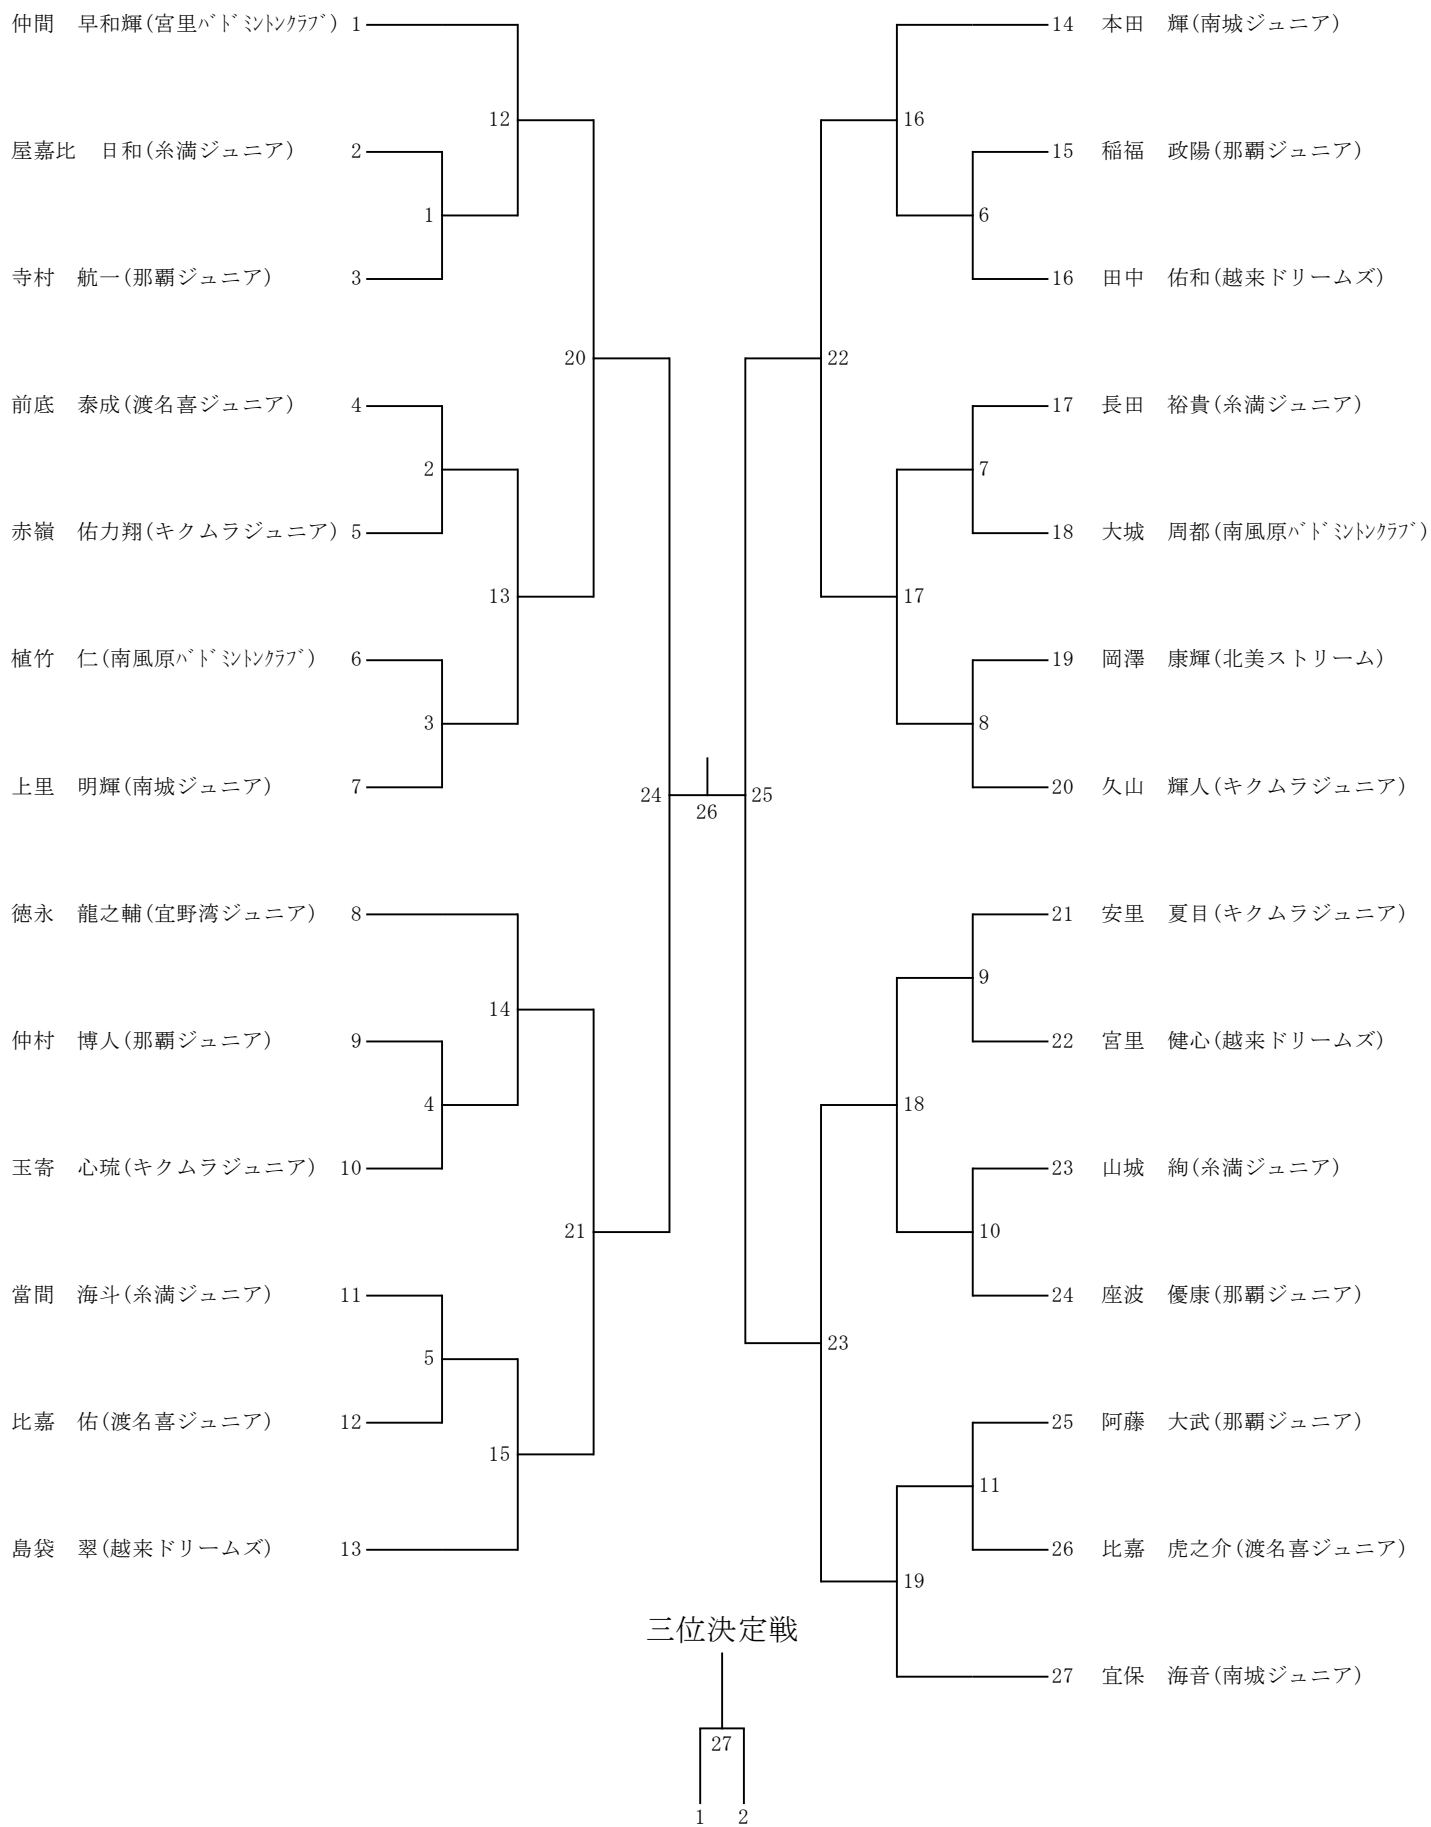 仲間　早和輝(宮里ﾊﾞﾄﾞﾐﾝﾄﾝｸﾗﾌﾞ) 1
屋嘉比　日和(糸満ジュニア) 2
寺村　航一(那覇ジュニア) 3
前底　泰成(渡名喜ジュニア) 4
赤嶺　佑力翔(キクムラジュニア) 5
植竹　仁(南風原ﾊﾞﾄﾞﾐﾝﾄﾝｸﾗﾌﾞ) 6
上里　明輝(南城ジュニア) 7
徳永　龍之輔(宜野湾ジュニア) 8
仲村　博人(那覇ジュニア) 9
玉寄　心琉(キクムラジュニア) 10
當間　海斗(糸満ジュニア) 11
比嘉　佑(渡名喜ジュニア) 12
島袋　翠(越来ドリームズ) 13
1
2
3
4
5
12
13
14
15
20
21
24
26
25
22
23
16
17
18
19
6
7
8
9
10
11
14 本田　輝(南城ジュニア)
15 稲福　政陽(那覇ジュニア)
16 田中　佑和(越来ドリームズ)
17 長田　裕貴(糸満ジュニア)
18 大城　周都(南風原ﾊﾞﾄﾞﾐﾝﾄﾝｸﾗﾌﾞ)
19 岡澤　康輝(北美ストリーム)
20 久山　輝人(キクムラジュニア)
21 安里　夏目(キクムラジュニア)
22 宮里　健心(越来ドリームズ)
23 山城　絢(糸満ジュニア)
24 座波　優康(那覇ジュニア)
25 阿藤　大武(那覇ジュニア)
26 比嘉　虎之介(渡名喜ジュニア)
27 宜保　海音(南城ジュニア)
三位決定戦
27
1 2